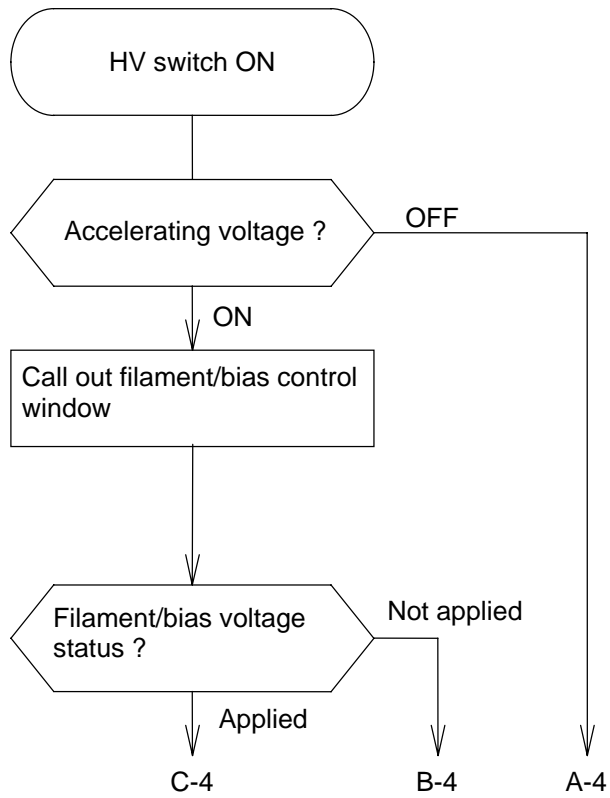 HV switch ON
Accelerating voltage ?
OFF
ON
Call out filament/bias control
window
Filament/bias voltage
status ?
Not applied
Applied
C-4
B-4
A-4